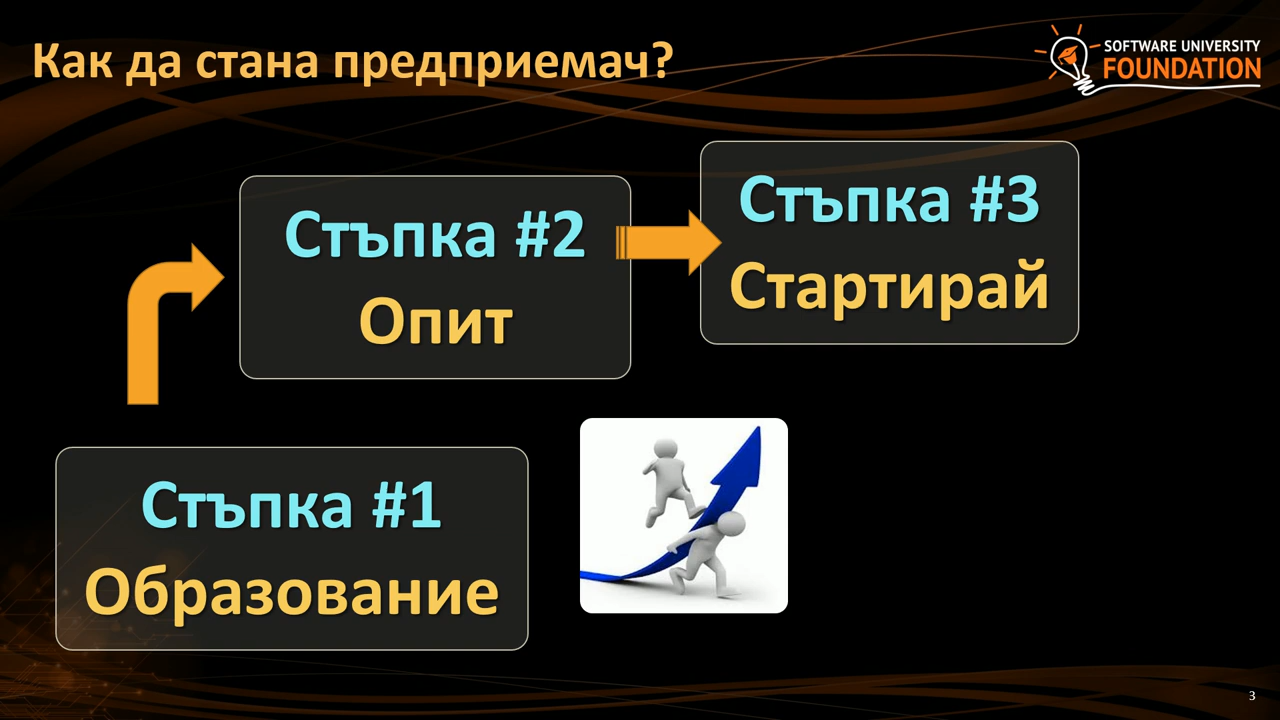 Как да стана предприемач?
SOFTWARE UNIVERSITY
FOUNDATION
Стъпка #1
Образование
Стъпка #2
Опит
Стъпка #3
Стартирай
3